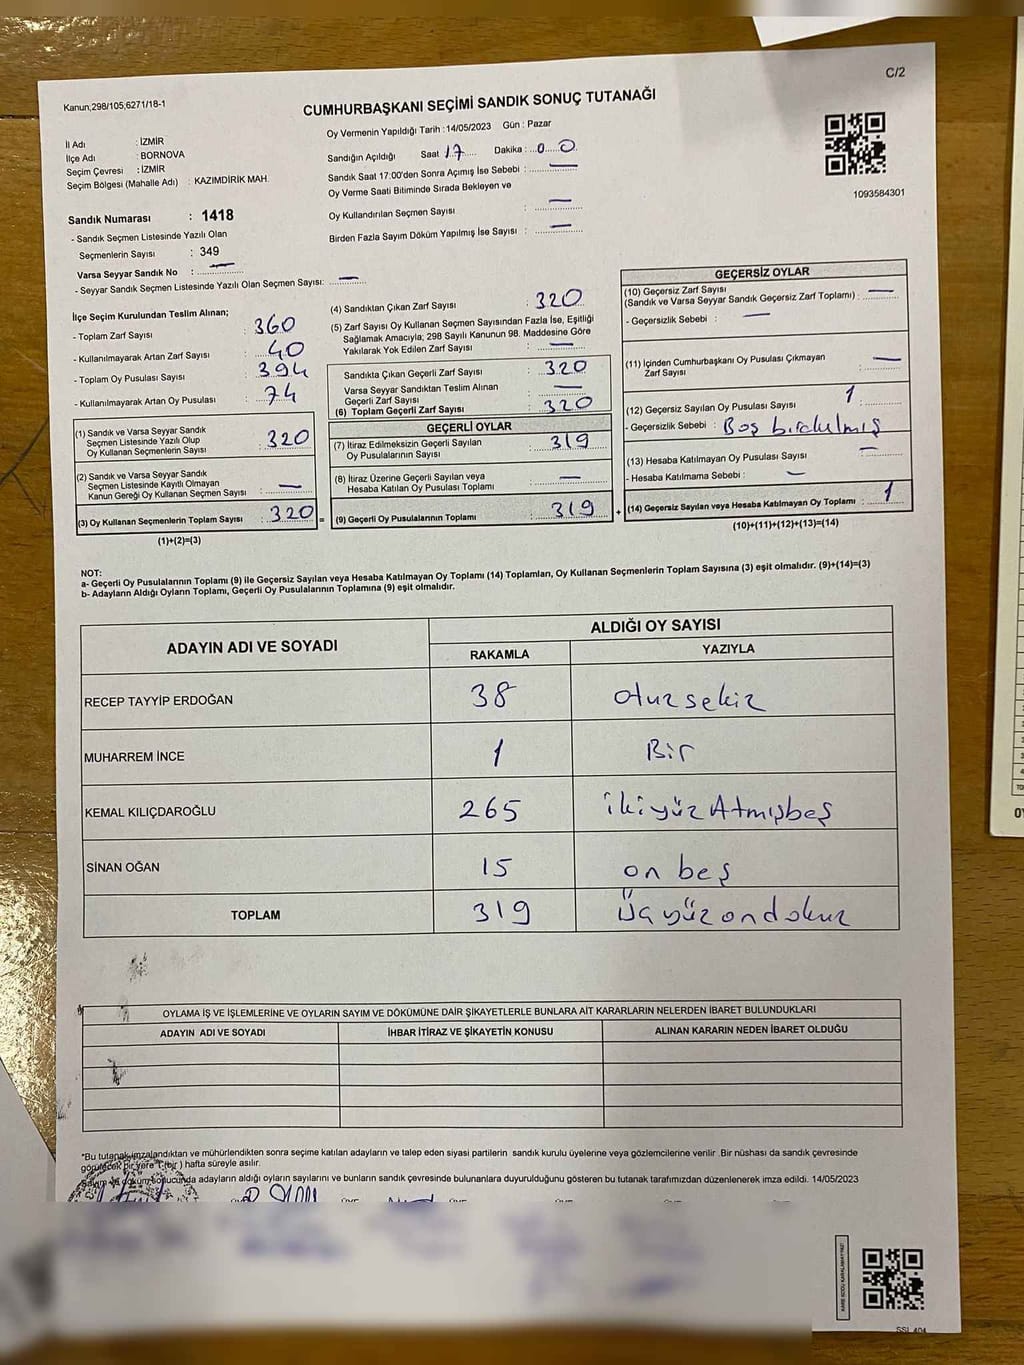 C/2
Kanun;298/105;6271/18-1
CUMHURBAŞKANI SEÇİMİ SANDIK SONUÇ TUTANAĞI
Oy Vermenin Yapıldığı Tarih : 14/05/2023 Gün : Pazar
İl Adı : İZMİR
İlçe Adı : BORNOVA
Seçim Çevresi : İZMİR
Seçim Bölgesi (Mahalle Adı) : KAZIMDİRİK MAH.
Sandık Numarası : 1418
- Sandık Seçmen Listesinde Yazılı Olan
Seçmenlerin Sayısı : 349
Varsa Seyyar Sandık No : —
- Seyyar Sandık Seçmen Listesinde Yazılı Olan Seçmen Sayısı: —
Sandığın Açıldığı Saat 17 Dakika : 00
Sandık Saat 17:00'den Sonra Açımış İse Sebebi : —
Oy Verme Saati Bitiminde Sırada Bekleyen ve
Oy Kullandırılan Seçmen Sayısı : —
Birden Fazla Sayım Döküm Yapılmış İse Sayısı : —
1093584301
İlçe Seçim Kurulundan Teslim Alınan;
- Toplam Zarf Sayısı : 360
- Kullanılmayarak Artan Zarf Sayısı : 40
- Toplam Oy Pusulası Sayısı : 394
- Kullanılmayarak Artan Oy Pusulası : 74
(1) Sandık ve Varsa Seyyar Sandık
Seçmen Listesinde Yazılı Olup
Oy Kullanan Seçmenlerin Sayısı : 320
(2) Sandık ve Varsa Seyyar Sandık
Seçmen Listesinde Kayıtlı Olmayan
Kanun Gereği Oy Kullanan Seçmen Sayısı : —
(3) Oy Kullanan Seçmenlerin Toplam Sayısı : 320 =
(1)+(2)=(3)
(4) Sandıktan Çıkan Zarf Sayısı : 320
(5) Zarf Sayısı Oy Kullanan Seçmen Sayısından Fazla İse, Eşitliği
Sağlamak Amacıyla; 298 Sayılı Kanunun 98. Maddesine Göre
Yakılarak Yok Edilen Zarf Sayısı : —
Sandıkta Çıkan Geçerli Zarf Sayısı : 320
Varsa Seyyar Sandıktan Teslim Alınan
Geçerli Zarf Sayısı : —
(6) Toplam Geçerli Zarf Sayısı : 320
GEÇERLİ OYLAR
(7) İtiraz Edilmeksizin Geçerli Sayılan
Oy Pusulalarının Sayısı : 319
(8) İtiraz Üzerine Geçerli Sayılan veya
Hesaba Katılan Oy Pusulası Toplamı : —
(9) Geçerli Oy Pusulalarının Toplamı : 319 +
GEÇERSİZ OYLAR
(10) Geçersiz Zarf Sayısı
(Sandık ve Varsa Seyyar Sandık Geçersiz Zarf Toplamı) : —
- Geçersizlik Sebebi : —
(11) İçinden Cumhurbaşkanı Oy Pusulası Çıkmayan
Zarf Sayısı : —
(12) Geçersiz Sayılan Oy Pusulası Sayısı : 1
- Geçersizlik Sebebi : Boş
(13) Hesaba Katılmayan Oy Pusulası Sayısı : —
- Hesaba Katılmama Sebebi : —
(14) Geçersiz Sayılan veya Hesaba Katılmayan Oy Toplamı : 1
(10)+(11)+(12)+(13)=(14)
NOT:
a- Geçerli Oy Pusulalarının Toplamı (9) ile Geçersiz Sayılan veya Hesaba Katılmayan Oy Toplamı (14) Toplamları, Oy Kullanan Seçmenlerin Toplam Sayısına (3) eşit olmalıdır. (9)+(14)=(3)
b- Adayların Aldığı Oyların Toplamı, Geçerli Oy Pusulalarının Toplamına (9) eşit olmalıdır.
ADAYIN ADI VE SOYADI ALDIĞI OY SAYISI
RAKAMLA YAZIYLA
RECEP TAYYİP ERDOĞAN 38 otuz sekiz
MUHARREM İNCE 1 Bir
KEMAL KILIÇDAROĞLU 265 ikiyüz Atmışbeş
SİNAN OĞAN 15 on beş
TOPLAM 319 Üçyüz ondokuz
OYLAMA İŞ VE İŞLEMLERİNE VE OYLARIN SAYIM VE DÖKÜMÜNE DAİR ŞİKAYETLERLE BUNLARA AİT KARARLARIN NELERDEN İBARET BULUNDUKLARI
ADAYIN ADI VE SOYADI İHBAR İTİRAZ VE ŞİKAYETİN KONUSU ALINAN KARARIN NEDEN İBARET OLDUĞU
*Bu tutanak imzalandıktan ve mühürlendikten sonra seçime katılan adayların ve talep eden siyasi partilerin sandık kurulu üyelerine veya gözlemcilerine verilir .Bir nüshası da sandık çevresinde
görülecek bir yere 1 (bir ) hafta süreyle asılır.
Sayım ve döküm sonucunda adayların aldığı oyların sayılarını ve bunların sandık çevresinde bulunanlara duyurulduğunu gösteren bu tutanak tarafımızdan düzenlenerek imza edildi. 14/05/2023